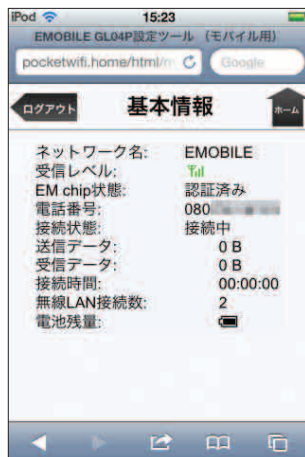 iPod 15:23
EMOBILE GL04P設定ツール （モバイル用）
pocketwifi.home/html/m Google
ログアウト 基本情報 ホーム
ネットワーク名: EMOBILE
受信レベル:
EM chip状態: 認証済み
電話番号: 080
接続状態: 接続中
送信データ: 0 B
受信データ: 0 B
接続時間: 00:00:00
無線LAN接続数: 2
電池残量: